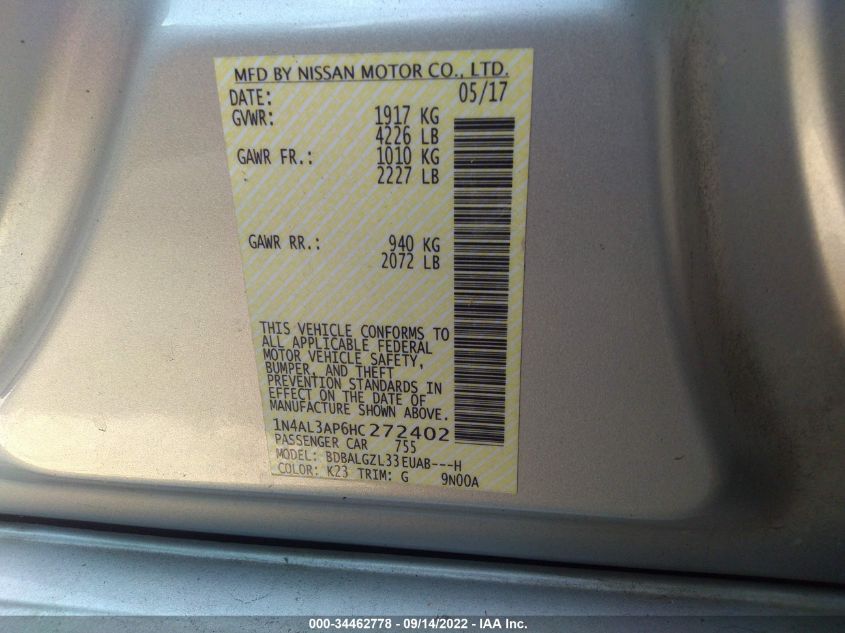 MFD BY NISSAN MOTOR CO., LTD.
DATE: 05/17
GVWR: 1917 KG
4226 LB
GAWR FR.: 1010 KG
2227 LB
GAWR RR.: 940 KG
2072 LB
THIS VEHICLE CONFORMS TO
ALL APPLICABLE FEDERAL
MOTOR VEHICLE SAFETY,
BUMPER, AND THEFT
PREVENTION STANDARDS IN
EFFECT ON THE DATE OF
MANUFACTURE SHOWN ABOVE.
1N4AL3AP6HC272402
PASSENGER CAR 755
MODEL: BDBALGZL33EUAB---H
COLOR: K23 TRIM: G 9N00A
000-34462778 - 09/14/2022 - IAA Inc.